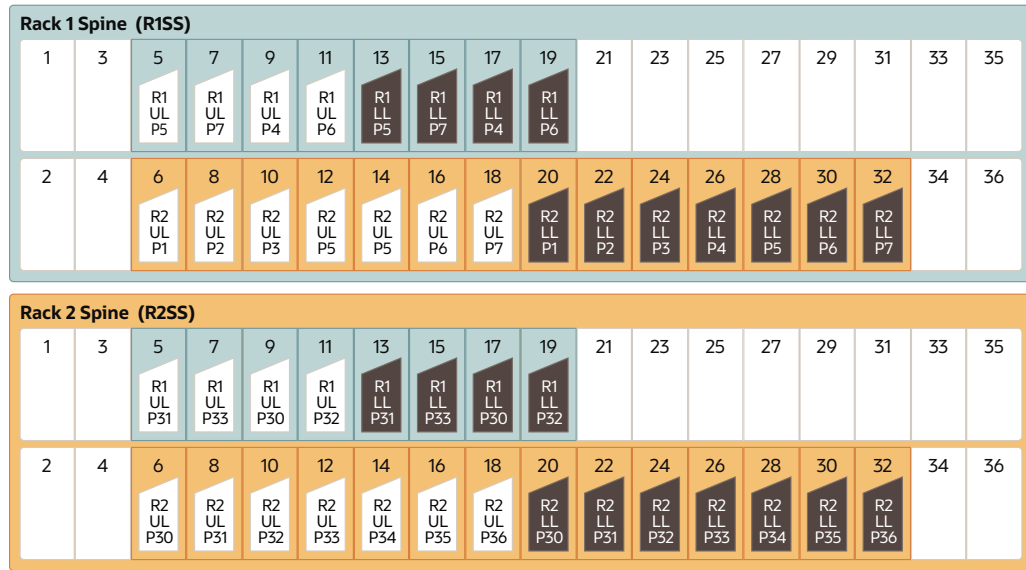 Rack 1 Spine (R1SS)
1 3 5 7 9 11 13 15 17 19 21 23 25 27 29 31 33 35
R1 R1 R1 R1 R1 R1 R1 R1
UL UL UL UL LL LL LL LL
P5 P7 P4 P6 P5 P7 P4 P6
2 4 6 8 10 12 14 16 18 20 22 24 26 28 30 32 34 36
R2 R2 R2 R2 R2 R2 R2 R2 R2 R2 R2 R2 R2 R2
UL UL UL UL UL UL UL LL LL LL LL LL LL LL
P1 P2 P3 P5 P5 P6 P7 P1 P2 P3 P4 P5 P6 P7
Rack 2 Spine (R2SS)
1 3 5 7 9 11 13 15 17 19 21 23 25 27 29 31 33 35
R1 R1 R1 R1 R1 R1 R1 R1
UL UL UL UL LL LL LL LL
P31 P33 P30 P32 P31 P33 P30 P32
2 4 6 8 10 12 14 16 18 20 22 24 26 28 30 32 34 36
R2 R2 R2 R2 R2 R2 R2 R2 R2 R2 R2 R2 R2 R2
UL UL UL UL UL UL UL LL LL LL LL LL LL LL
P30 P31 P32 P33 P34 P35 P36 P30 P31 P32 P33 P34 P35 P36